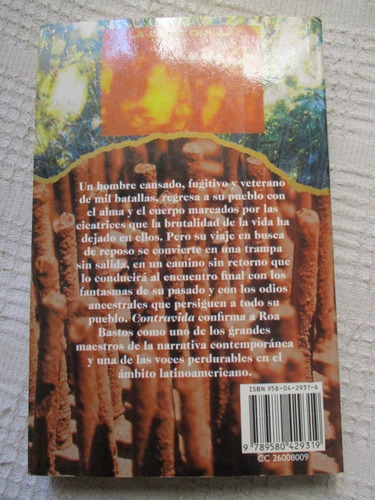 LA OTRA ORILLA
Un hombre cansado, fugitivo y veterano
de mil batallas, regresa a su pueblo con
el alma y el cuerpo marcados por las
cicatrices que la brutalidad de la vida ha
dejado en ellos. Pero su viaje en busca
de reposo se convierte en una trampa
sin salida, en un camino sin retorno que
lo conducirá al encuentro final con los
fantasmas de su pasado y con los odios
ancestrales que persiguen a todo su
pueblo. Contravida confirma a Roa
Bastos como uno de los grandes
maestros de la narrativa contemporánea
y una de las voces perdurables en el
ámbito latinoamericano.
ISBN 958-04-2931-6
9789580429319
CC 26008009